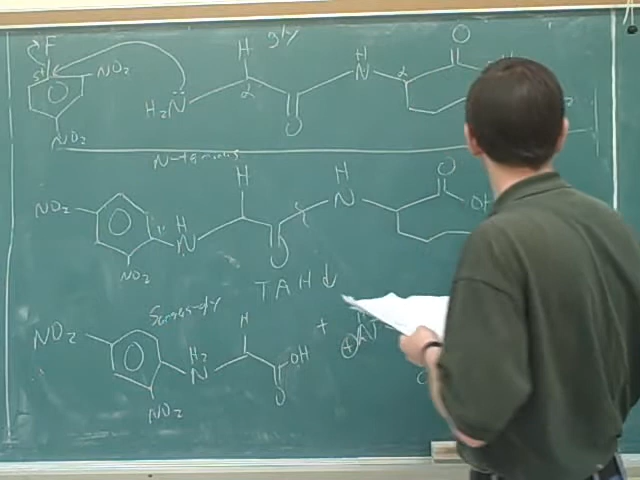 F
NO2
H gly
H
N
α
O
H2N
α
O
NO2
N-terminus
H
H
O
NO2
H
N
N
OH
O
NO2
TAH
Sanger-gly
NO2
H
H2
N
OH
+
⊕N
O
NO2